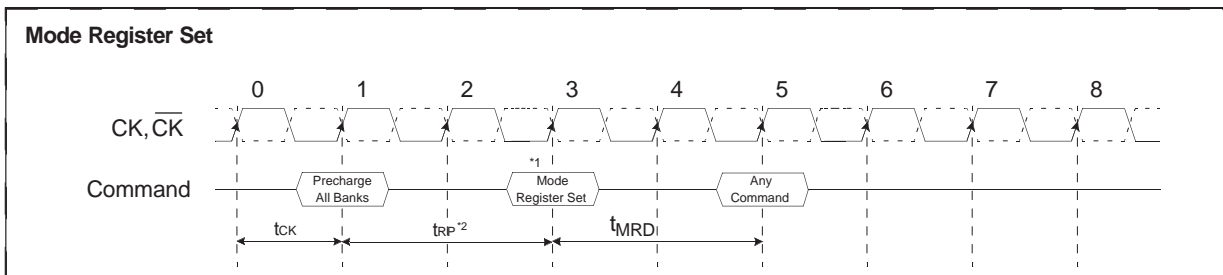 Mode Register Set
0 1 2 3 4 5 6 7 8
CK, C̅K̅
*1
Command Precharge All Banks Mode Register Set Any Command
tCK tRP*2 tMRD